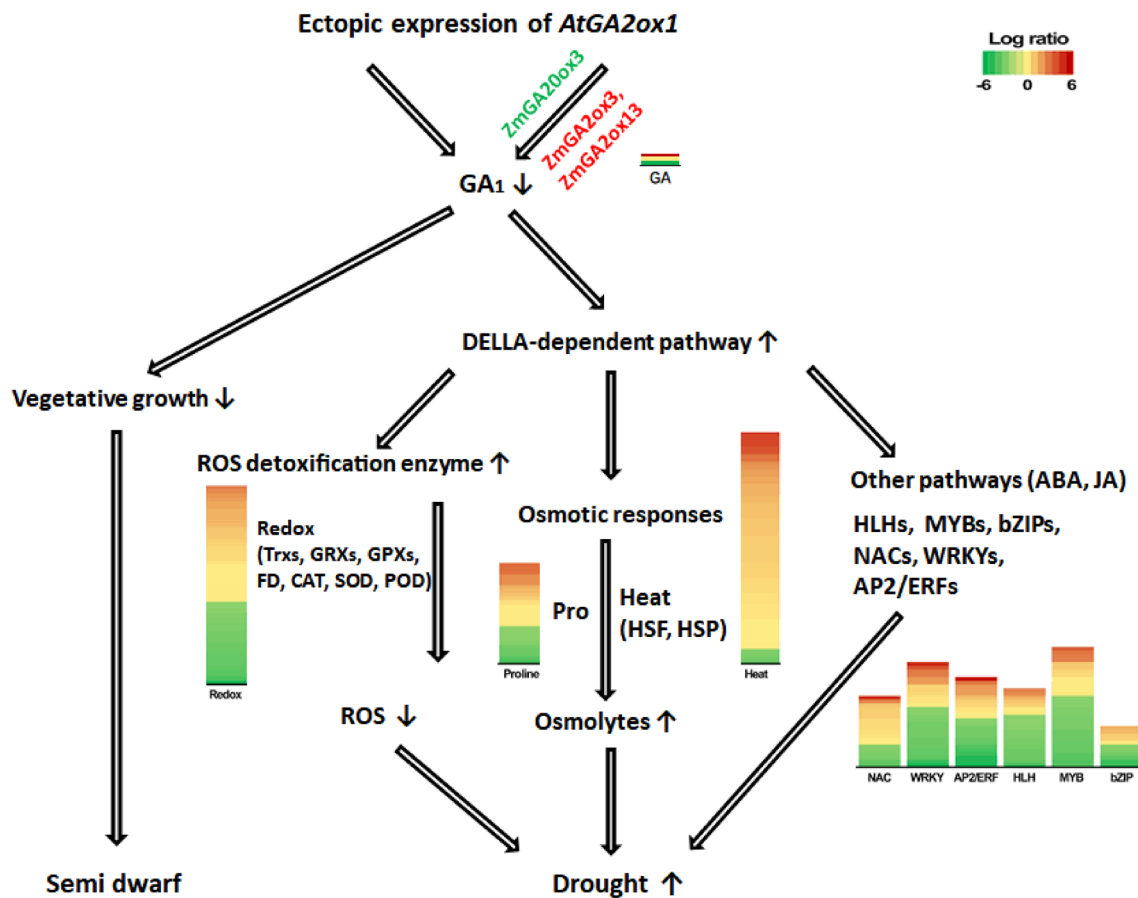 Ectopic expression of AtGA2ox1
Log ratio
-6 0 6
ZmGA20ox3
ZmGA2ox3,
ZmGA2ox13
GA
GA1 ↓
DELLA-dependent pathway ↑
Vegetative growth ↓
ROS detoxification enzyme ↑
Redox
(Trxs, GRXs, GPXs,
FD, CAT, SOD, POD)
Redox
Osmotic responses
Pro
Proline
Heat
(HSF, HSP)
Heat
Other pathways (ABA, JA)
HLHs, MYBs, bZIPs,
NACs, WRKYs,
AP2/ERFs
NAC WRKY AP2/ERF HLH MYB bZIP
ROS ↓
Osmolytes ↑
Semi dwarf
Drought ↑